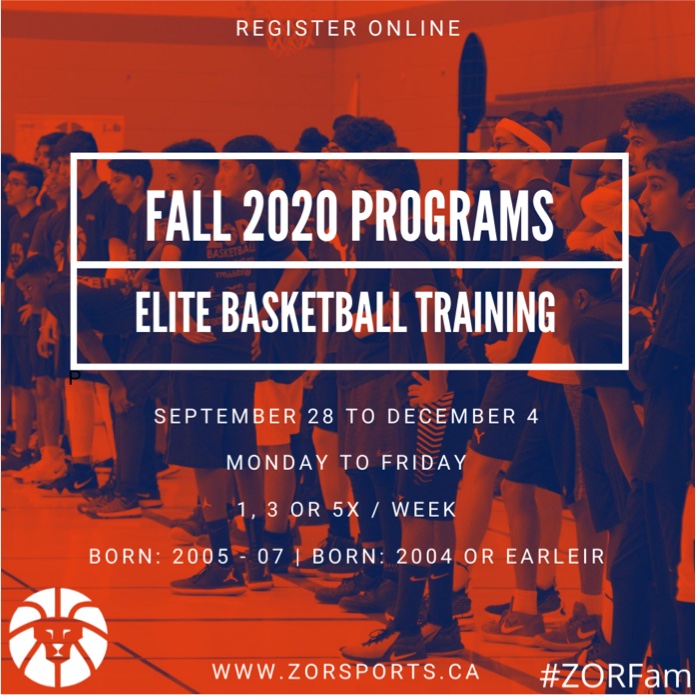 REGISTER ONLINE
FALL 2020 PROGRAMS
ELITE BASKETBALL TRAINING
P
SEPTEMBER 28 TO DECEMBER 4
MONDAY TO FRIDAY
1, 3 OR 5X / WEEK
BORN: 2005 - 07 | BORN: 2004 OR EARLEIR
WWW.ZORSPORTS.CA
#ZORFam